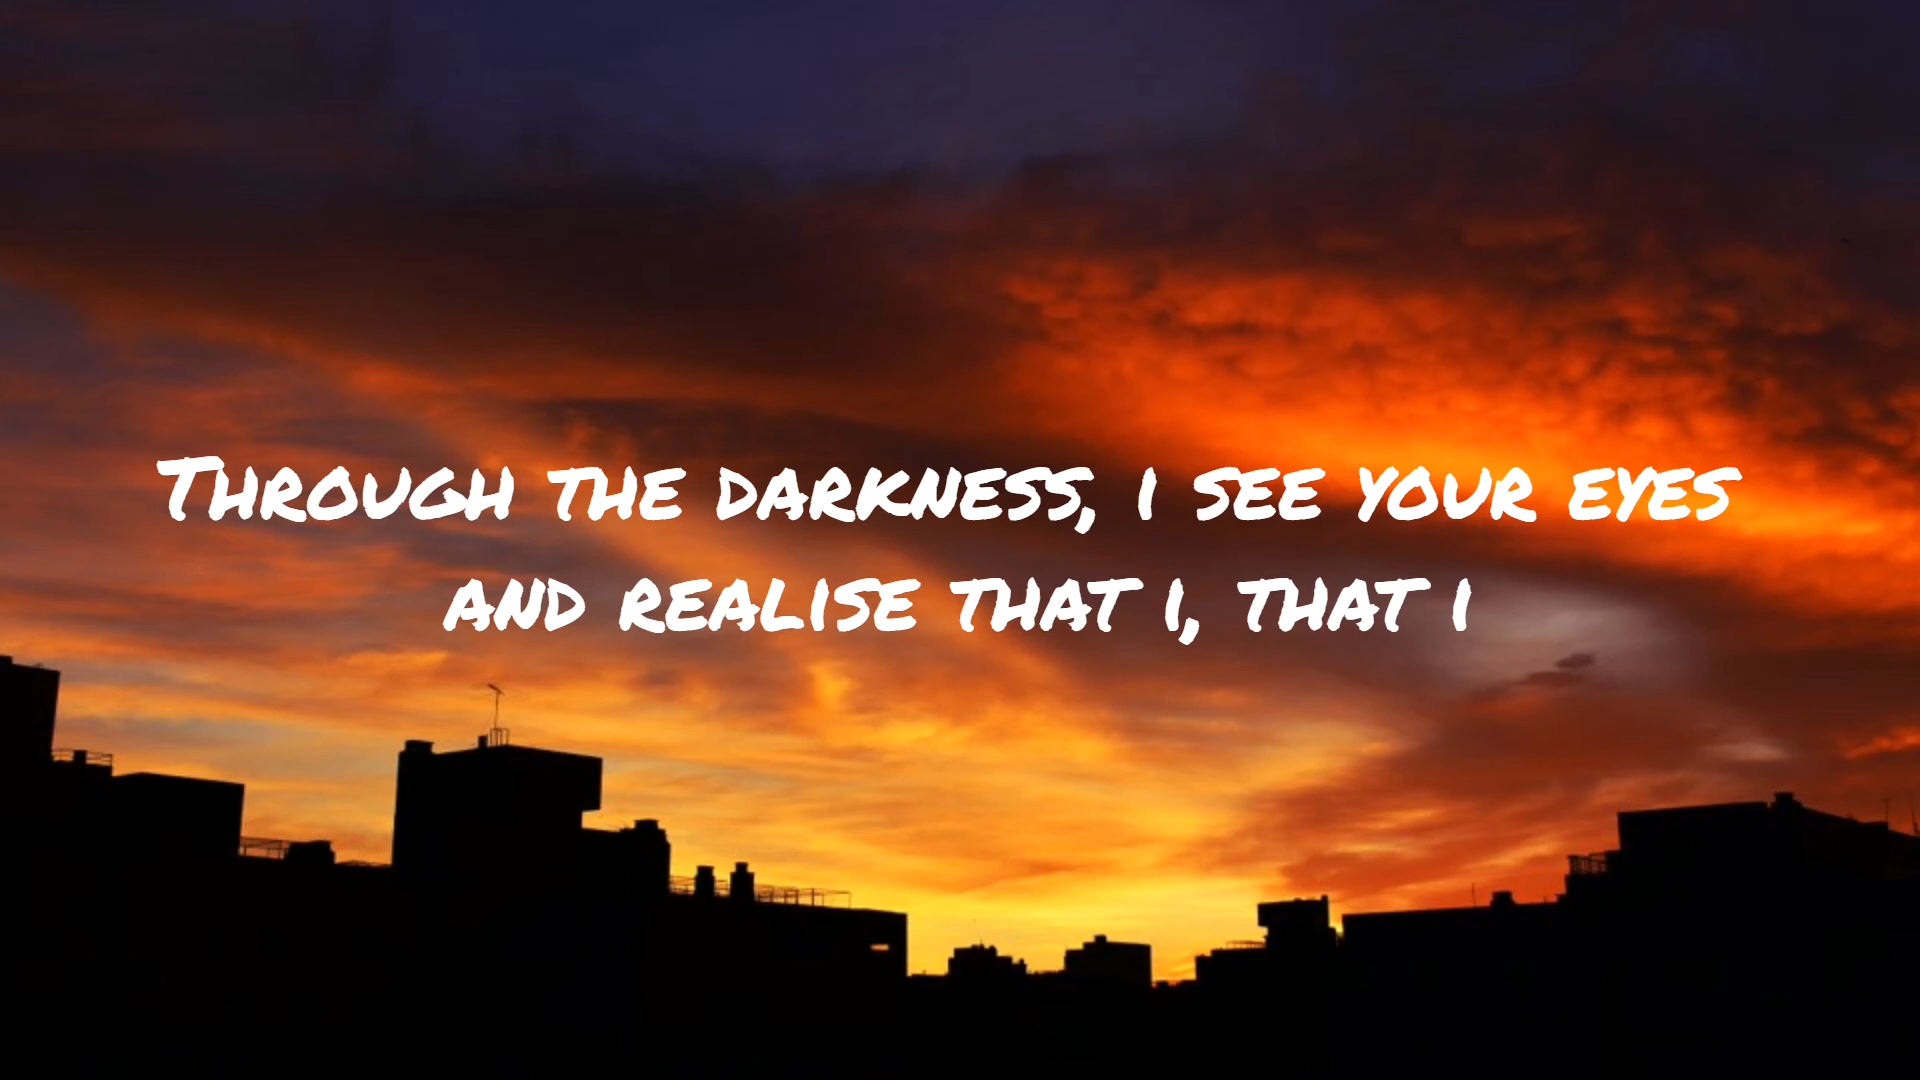 Through the darkness, i see your eyes
and realise that i, that i